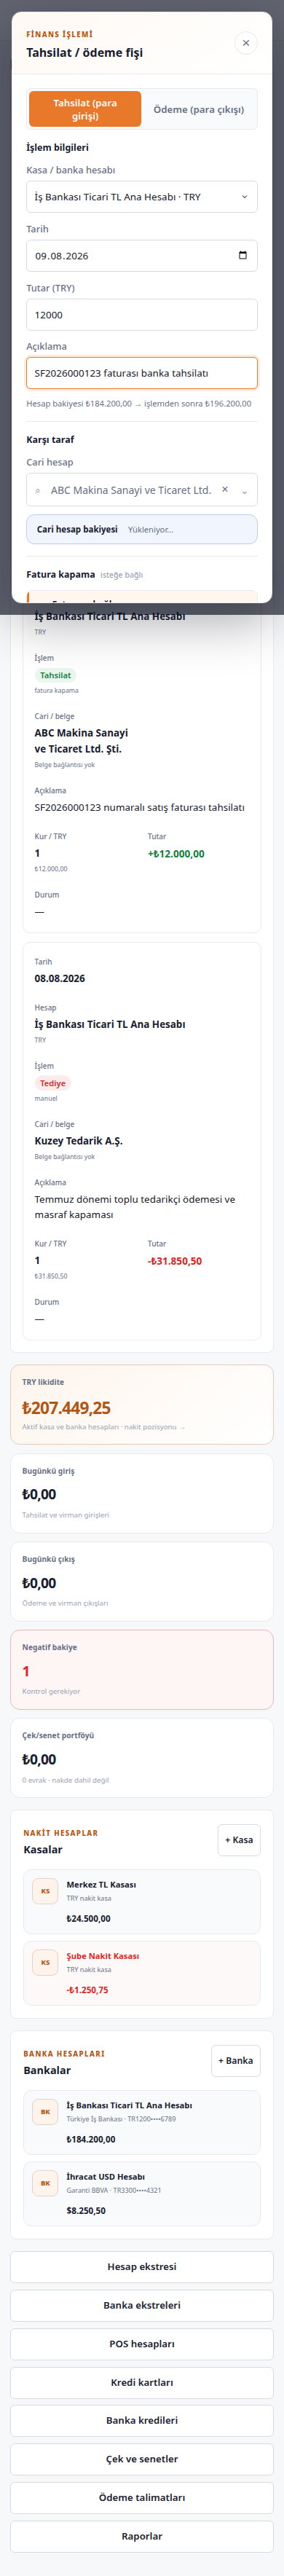 FİNANS İŞLEMİ
Tahsilat / ödeme fişi
×
Tahsilat (para
girişi)
Ödeme (para çıkışı)
İşlem bilgileri
Kasa / banka hesabı
İş Bankası Ticari TL Ana Hesabı · TRY
Tarih
09.08.2026
Tutar (TRY)
12000
Açıklama
SF2026000123 faturası banka tahsilatı
Hesap bakiyesi ₺184.200,00 → işlemden sonra ₺196.200,00
Karşı taraf
Cari hesap
ABC Makina Sanayi ve Ticaret Ltd. ×
Cari hesap bakiyesi Yükleniyor...
Fatura kapama isteğe bağlı
İş Bankası Ticari TL Ana Hesabı
TRY
İşlem
Tahsilat
fatura kapama
Cari / belge
ABC Makina Sanayi
ve Ticaret Ltd. Şti.
Belge bağlantısı yok
Açıklama
SF2026000123 numaralı satış faturası tahsilatı
Kur / TRY
Tutar
1
+₺12.000,00
₺12.000,00
Durum
—
Tarih
08.08.2026
Hesap
İş Bankası Ticari TL Ana Hesabı
TRY
İşlem
Tediye
manuel
Cari / belge
Kuzey Tedarik A.Ş.
Belge bağlantısı yok
Açıklama
Temmuz dönemi toplu tedarikçi ödemesi ve
masraf kapaması
Kur / TRY
Tutar
1
-₺31.850,50
₺31.850,50
Durum
—
TRY likidite
₺207.449,25
Aktif kasa ve banka hesapları · nakit pozisyonu →
Bugünkü giriş
₺0,00
Tahsilat ve virman girişleri
Bugünkü çıkış
₺0,00
Ödeme ve virman çıkışları
Negatif bakiye
1
Kontrol gerekiyor
Çek/senet portföyü
₺0,00
0 evrak · nakde dahil değil
NAKİT HESAPLAR
Kasalar
+ Kasa
KS
Merkez TL Kasası
TRY nakit kasa
₺24.500,00
KS
Şube Nakit Kasası
TRY nakit kasa
-₺1.250,75
BANKA HESAPLARI
Bankalar
+ Banka
BK
İş Bankası Ticari TL Ana Hesabı
Türkiye İş Bankası · TR1200••••6789
₺184.200,00
BK
İhracat USD Hesabı
Garanti BBVA · TR3300••••4321
$8.250,50
Hesap ekstresi
Banka ekstreleri
POS hesapları
Kredi kartları
Banka kredileri
Çek ve senetler
Ödeme talimatları
Raporlar